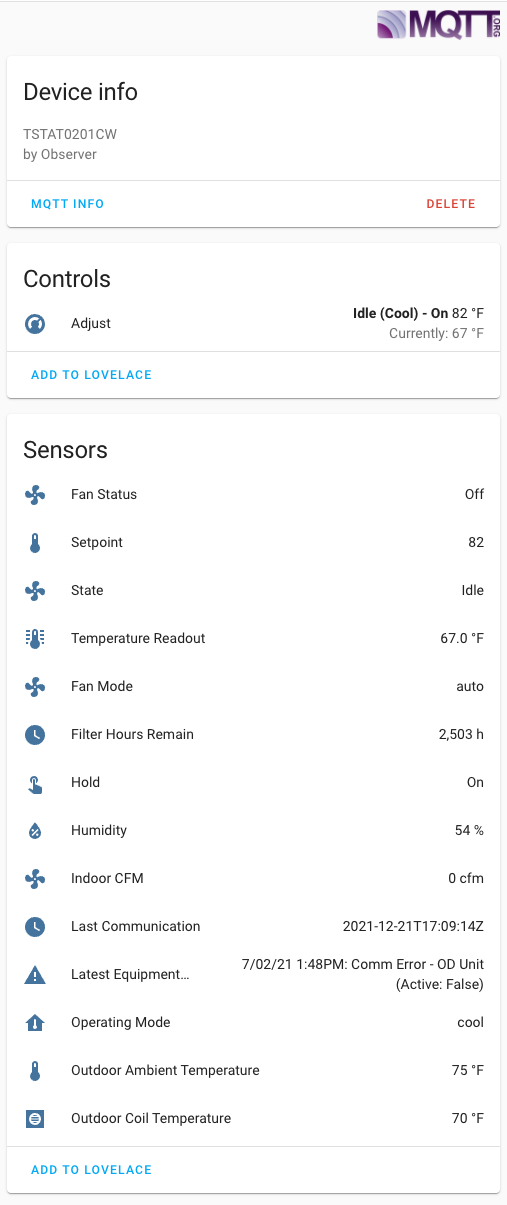 MQTT.ORG
Device info
TSTAT0201CW
by Observer
MQTT INFO DELETE
Controls
Adjust Idle (Cool) - On 82 °F
Currently: 67 °F
ADD TO LOVELACE
Sensors
Fan Status Off
Setpoint 82
State Idle
Temperature Readout 67.0 °F
Fan Mode auto
Filter Hours Remain 2,503 h
Hold On
Humidity 54 %
Indoor CFM 0 cfm
Last Communication 2021-12-21T17:09:14Z
Latest Equipment… 7/02/21 1:48PM: Comm Error - OD Unit
(Active: False)
Operating Mode cool
Outdoor Ambient Temperature 75 °F
Outdoor Coil Temperature 70 °F
ADD TO LOVELACE